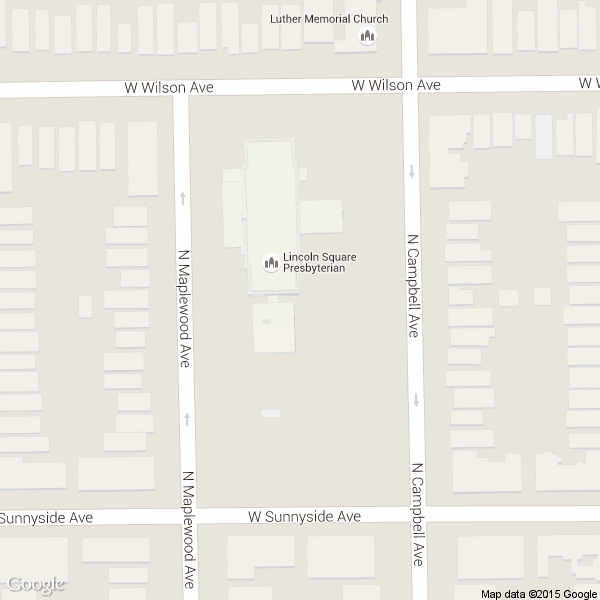 Luther Memorial Church
W Wilson Ave
W Wilson Ave
W W
N Maplewood Ave
N Campbell Ave
Lincoln Square
Presbyterian
N Maplewood Ave
N Campbell Ave
Sunnyside Ave
W Sunnyside Ave
Google
Map data ©2015 Google